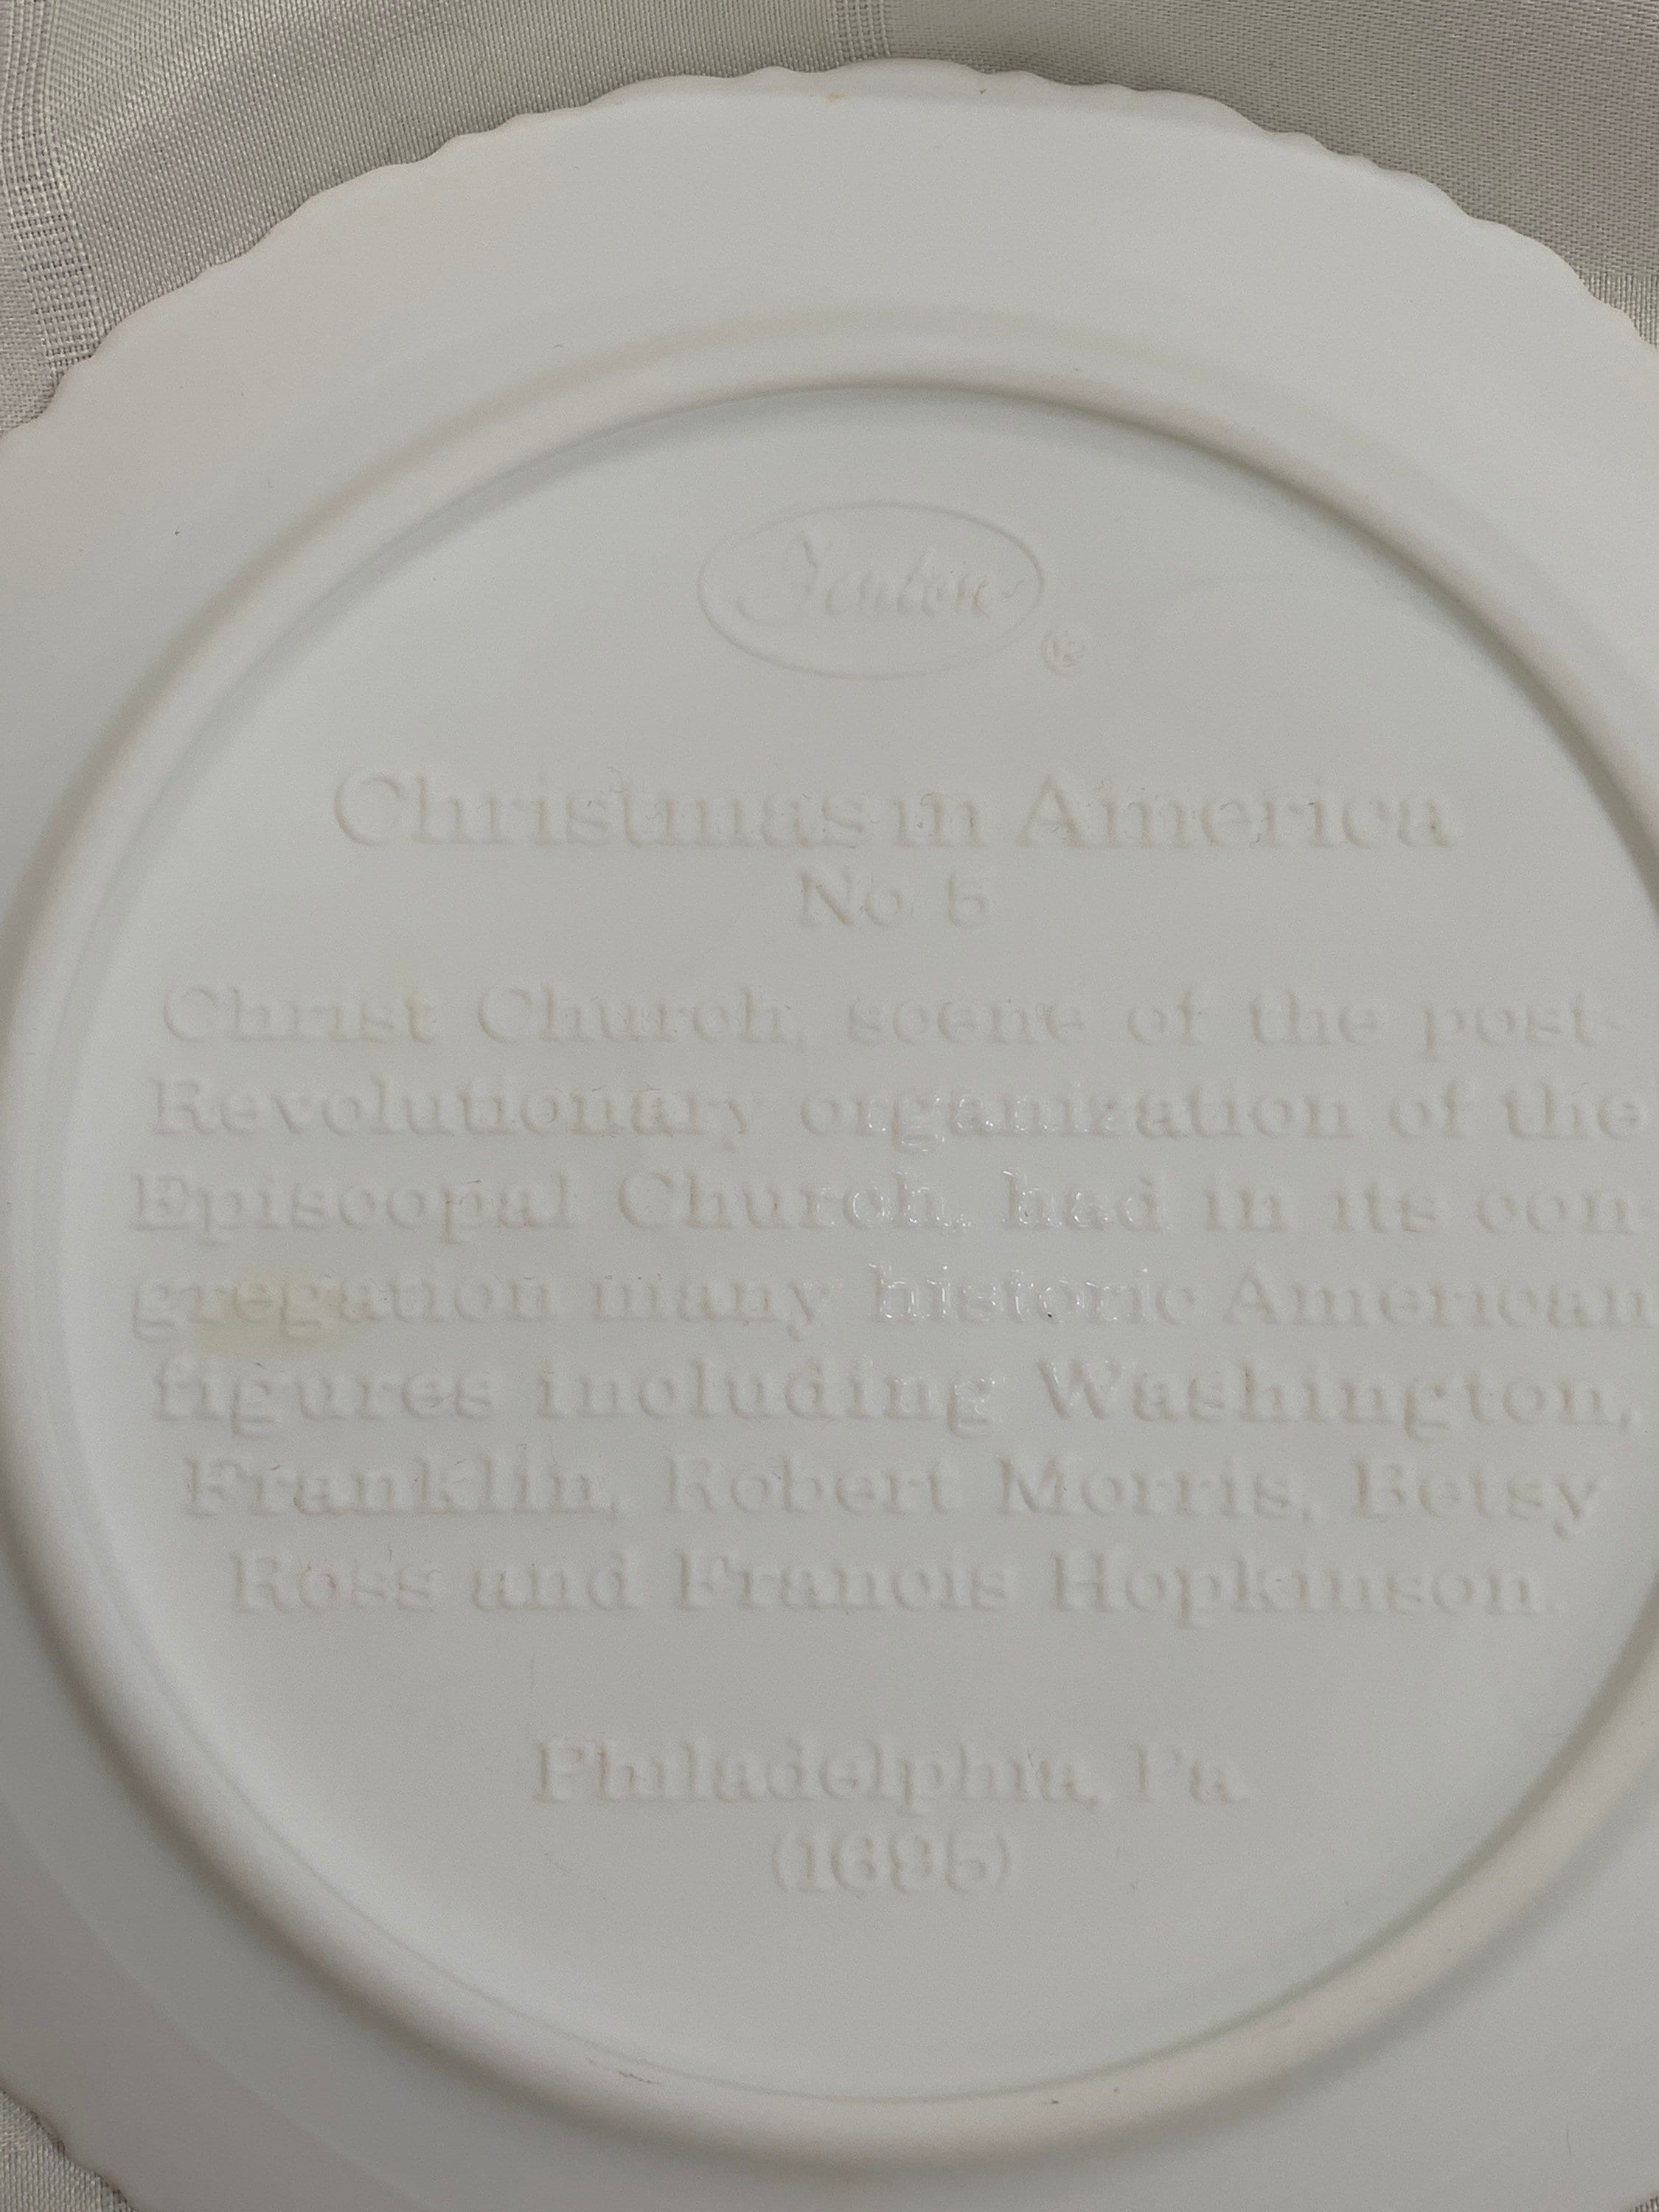 Fenton
®
Christmas in America
No. 5
Christ Church, scene of the post-
Revolutionary organization of the
Episcopal Church, had in its con-
gregation many historic American
figures including Washington,
Franklin, Robert Morris, Betsy
Ross and Francis Hopkinson.
Philadelphia, Pa.
(1695)